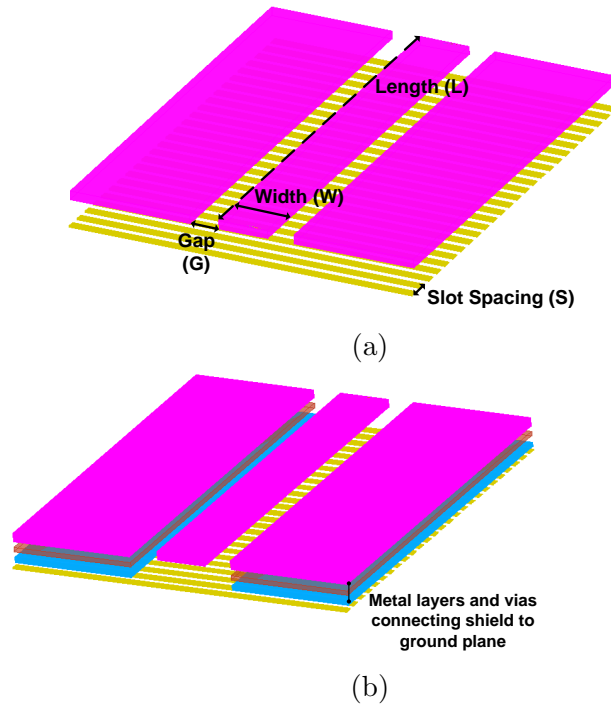 Length (L)
Width (W)
Gap
(G)
Slot Spacing (S)
(a)
Metal layers and vias
connecting shield to
ground plane
(b)